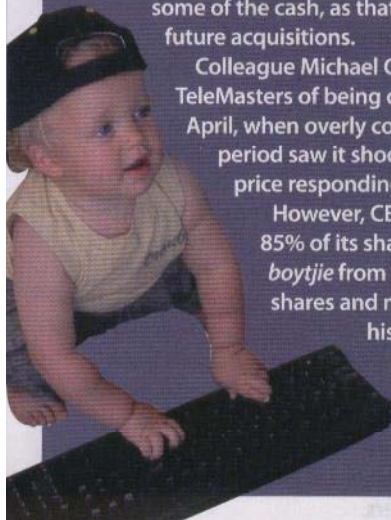 some of the cash, as that
future acquisitions.
Colleague Michael C
TeleMasters of being
April, when overly co
period saw it shoo
price responding
However, CE
85% of its sha
boytjie from
shares and
his